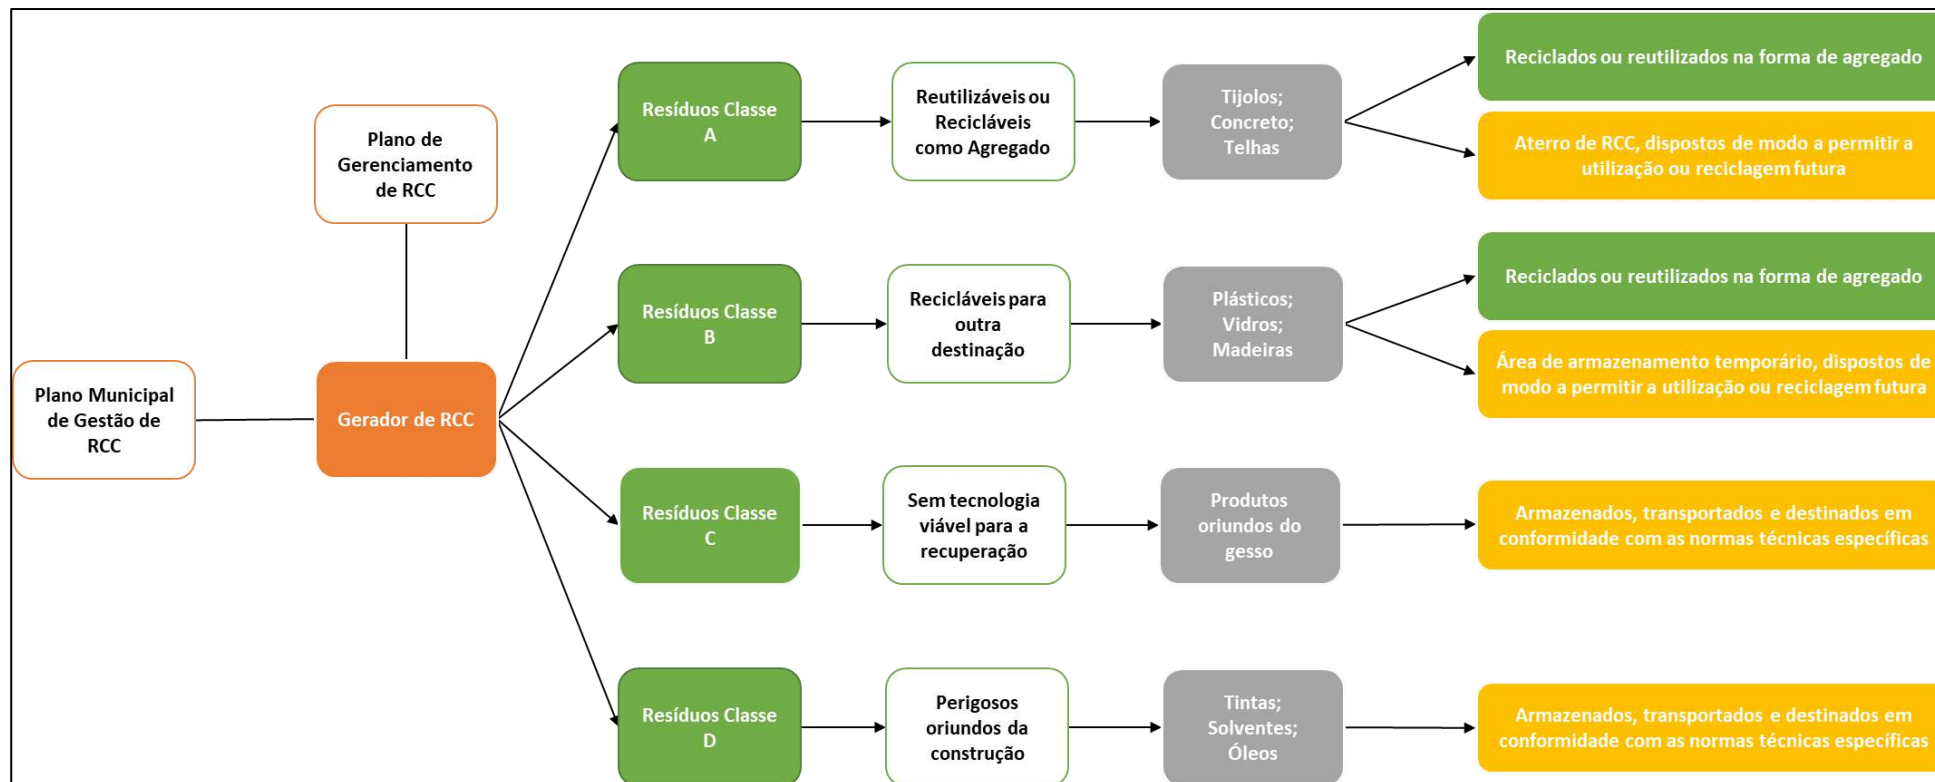 Plano Municipal
de Gestão de
RCC
Plano de
Gerenciamento
de RCC
Gerador de RCC
Resíduos Classe
A
Reutilizáveis ou
Recicláveis
como Agregado
Tijolos;
Concreto;
Telhas
Reciclados ou reutilizados na forma de agregado
Aterro de RCC, dispostos de modo a permitir a
utilização ou reciclagem futura
Resíduos Classe
B
Recicláveis para
outra
destinação
Plásticos;
Vidros;
Madeiras
Reciclados ou reutilizados na forma de agregado
Área de armazenamento temporário, dispostos de
modo a permitir a utilização ou reciclagem futura
Resíduos Classe
C
Sem tecnologia
viável para a
recuperação
Produtos
oriundos do
gesso
Armazenados, transportados e destinados em
conformidade com as normas técnicas específicas
Resíduos Classe
D
Perigosos
oriundos da
construção
Tintas;
Solventes;
Óleos
Armazenados, transportados e destinados em
conformidade com as normas técnicas específicas